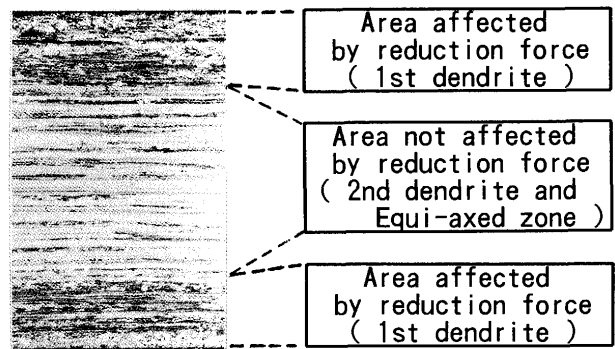 Area affected
by reduction force
( 1st dendrite )
Area not affected
by reduction force
( 2nd dendrite and
Equi-axed zone )
Area affected
by reduction force
( 1st dendrite )